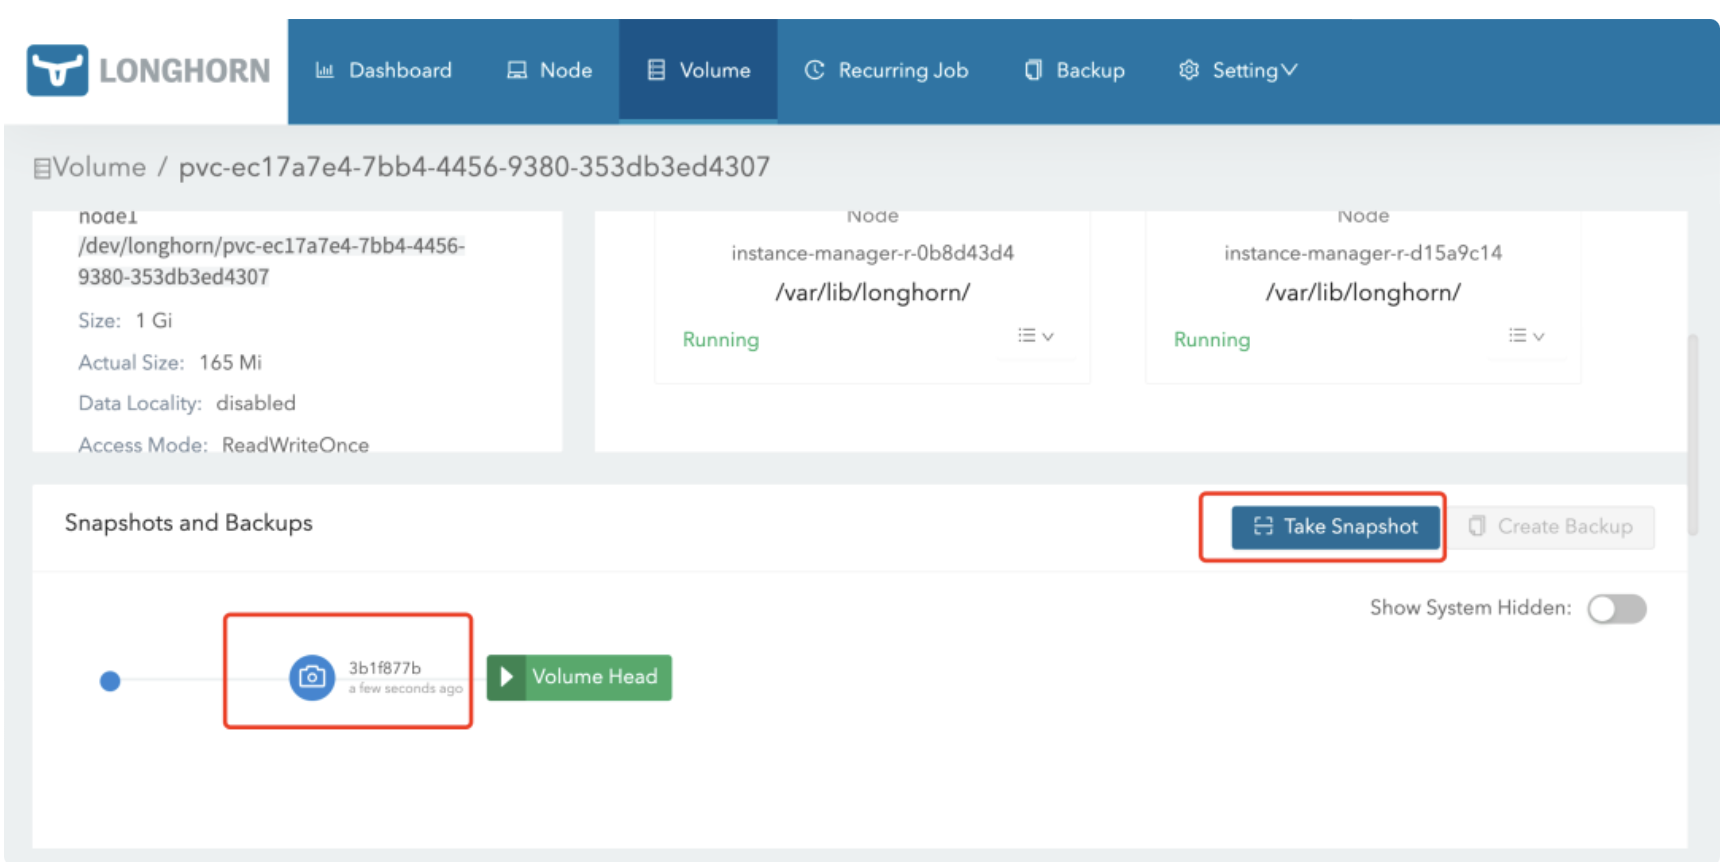 LONGHORN
Dashboard
Node
Volume
Recurring Job
Backup
Setting
Volume / pvc-ec17a7e4-7bb4-4456-9380-353db3ed4307
node1
/dev/longhorn/pvc-ec17a7e4-7bb4-4456-
9380-353db3ed4307
Size: 1 Gi
Actual Size: 165 Mi
Data Locality: disabled
Access Mode: ReadWriteOnce
Node
instance-manager-r-0b8d43d4
/var/lib/longhorn/
Running
Node
instance-manager-r-d15a9c14
/var/lib/longhorn/
Running
Snapshots and Backups
Take Snapshot
Create Backup
Show System Hidden:
3b1f877b
a few seconds ago
Volume Head